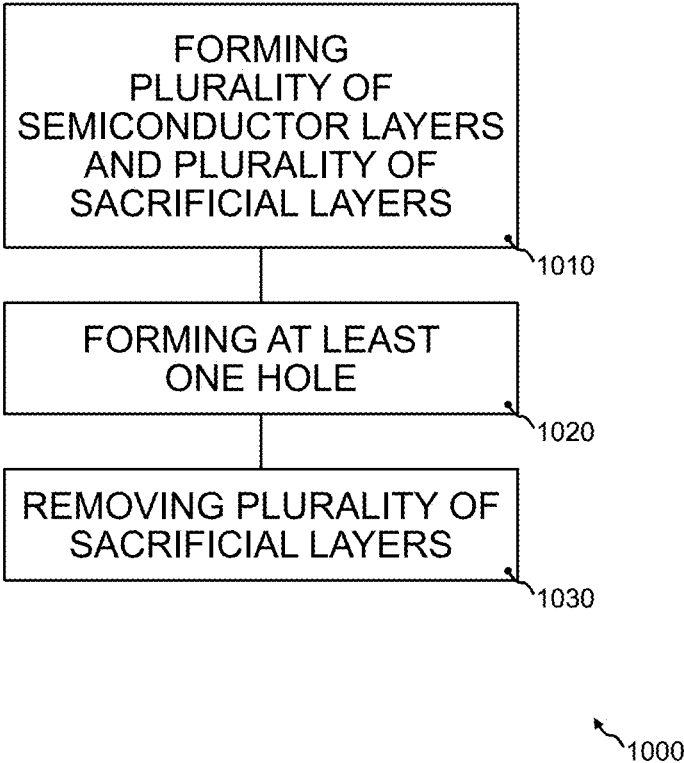 FORMING
PLURALITY OF
SEMICONDUCTOR LAYERS
AND PLURALITY OF
SACRIFICIAL LAYERS
1010
FORMING AT LEAST
ONE HOLE
1020
REMOVING PLURALITY OF
SACRIFICIAL LAYERS
1030
1000